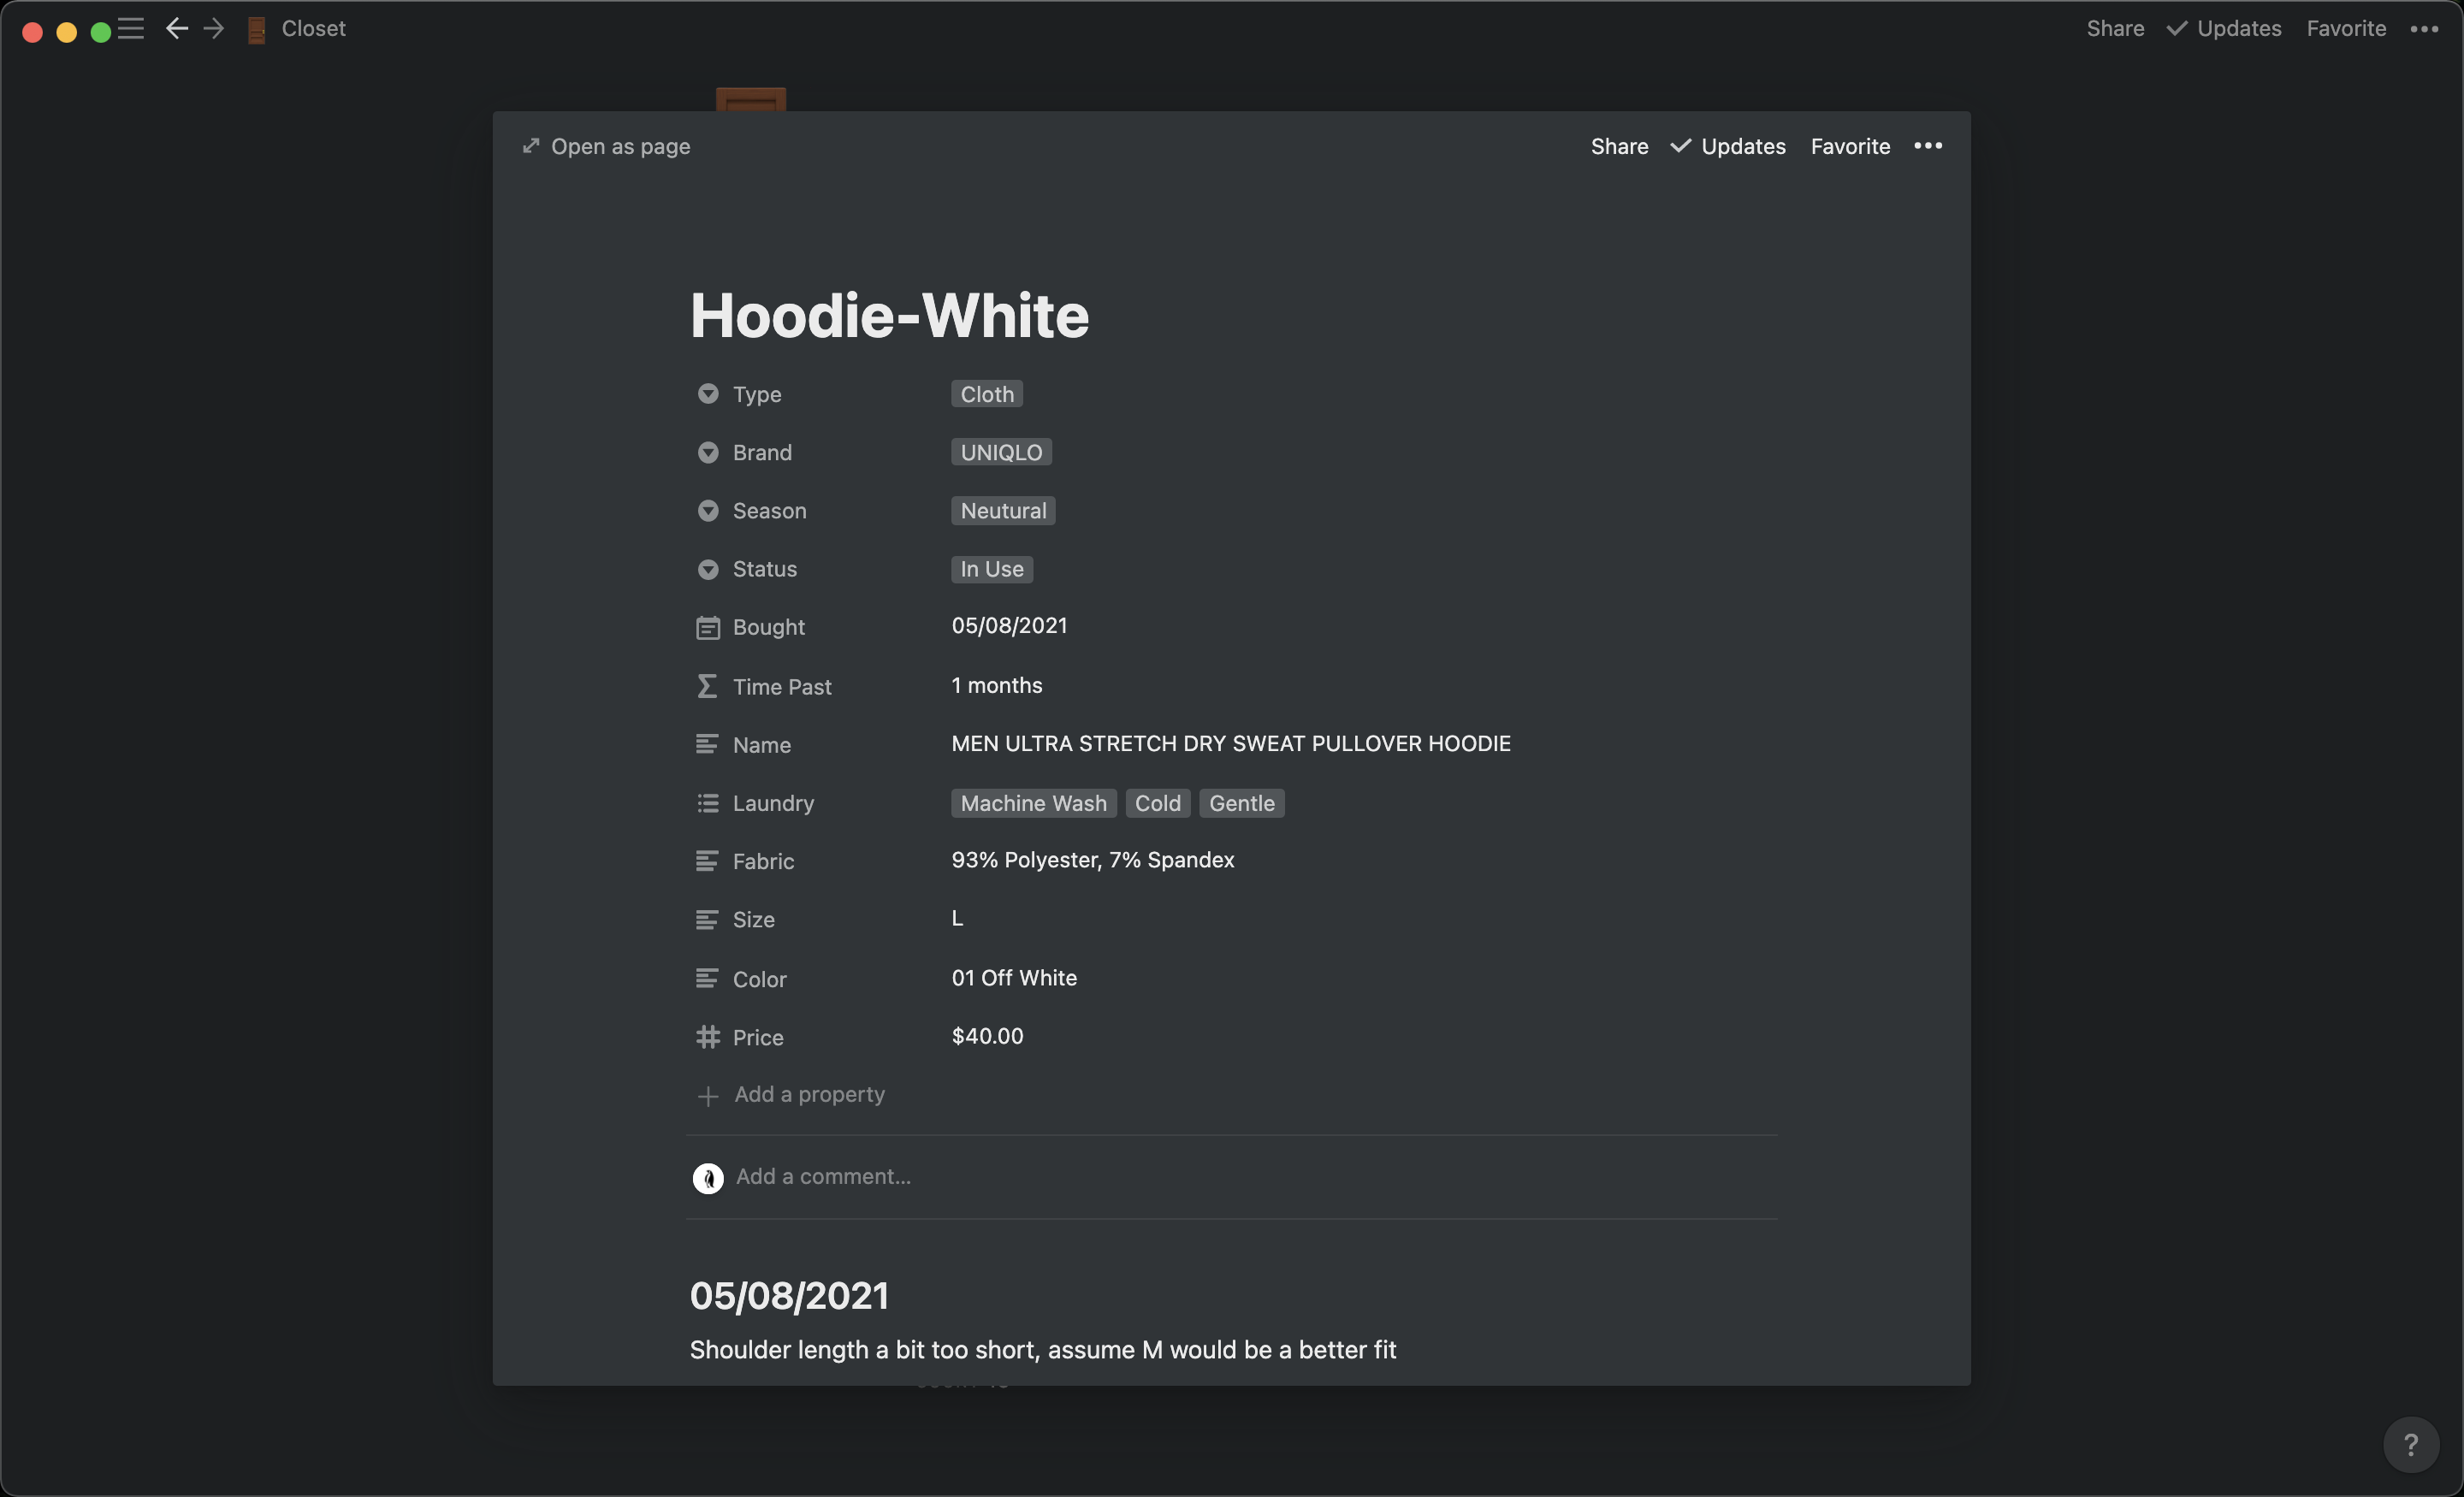 Closet
Share Updates Favorite
Open as page
Share Updates Favorite
Hoodie-White
Type Cloth
Brand UNIQLO
Season Neutural
Status In Use
Bought 05/08/2021
Time Past 1 months
Name MEN ULTRA STRETCH DRY SWEAT PULLOVER HOODIE
Laundry Machine Wash Cold Gentle
Fabric 93% Polyester, 7% Spandex
Size L
Color 01 Off White
Price $40.00
Add a property
Add a comment...
05/08/2021
Shoulder length a bit too short, assume M would be a better fit
?